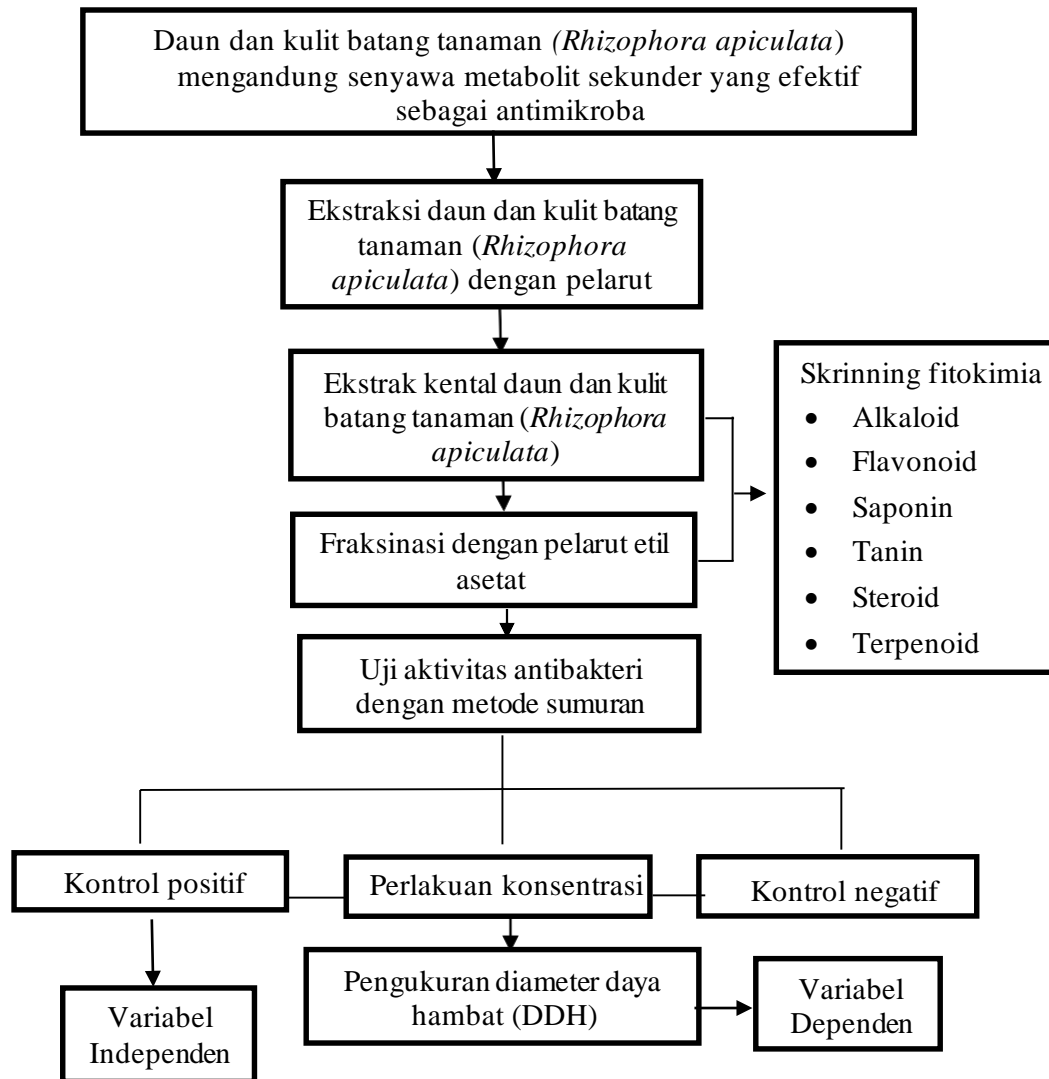 Daun dan kulit batang tanaman (Rhizophora apiculata)
mengandung senyawa metabolit sekunder yang efektif
sebagai antimikroba
Ekstraksi daun dan kulit batang
tanaman (Rhizophora
apiculata) dengan pelarut
Ekstrak kental daun dan kulit
batang tanaman (Rhizophora
apiculata)
Skrinning fitokimia
• Alkaloid
• Flavonoid
• Saponin
• Tanin
• Steroid
• Terpenoid
Fraksinasi dengan pelarut etil
asetat
Uji aktivitas antibakteri
dengan metode sumuran
Kontrol positif
Perlakuan konsentrasi
Kontrol negatif
Variabel
Independen
Pengukuran diameter daya
hambat (DDH)
Variabel
Dependen